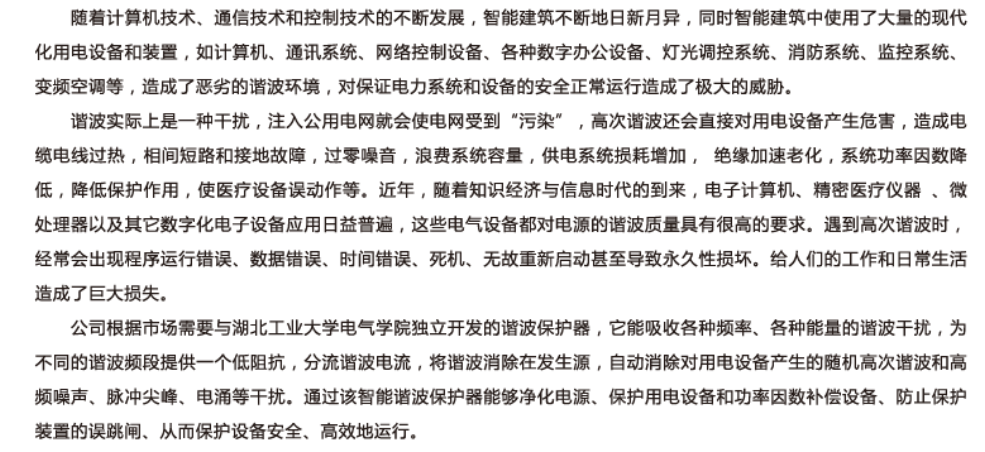 随着计算机技术、通信技术和控制技术的不断发展，智能建筑不断地日新月异，同时智能建筑中使用了大量的现代
化用电设备和装置，如计算机、通讯系统、网络控制设备、各种数字办公设备、灯光调控系统、消防系统、监控系统、
变频空调等，造成了恶劣的谐波环境，对保证电力系统和设备的安全正常运行造成了极大的威胁。
谐波实际上是一种干扰，注入公用电网就会使电网受到“污染”，高次谐波还会直接对用电设备产生危害，造成电
缆电线过热，相间短路和接地故障，过零噪音，浪费系统容量，供电系统损耗增加， 绝缘加速老化，系统功率因数降
低，降低保护作用，使医疗设备误动作等。近年，随着知识经济与信息时代的到来，电子计算机、精密医疗仪器 、微
处理器以及其它数字化电子设备应用日益普遍，这些电气设备都对电源的谐波质量具有很高的要求。遇到高次谐波时，
经常会出现程序运行错误、数据错误、时间错误、死机、无故重新启动甚至导致永久性损坏。给人们的工作和日常生活
造成了巨大损失。
公司根据市场需要与湖北工业大学电气学院独立开发的谐波保护器，它能吸收各种频率、各种能量的谐波干扰，为
不同的谐波频段提供一个低阻抗，分流谐波电流，将谐波消除在发生源，自动消除对用电设备产生的随机高次谐波和高
频噪声、脉冲尖峰、电涌等干扰。通过该智能谐波保护器能够净化电源、保护用电设备和功率因数补偿设备、防止保护
装置的误跳闸、从而保护设备安全、高效地运行。